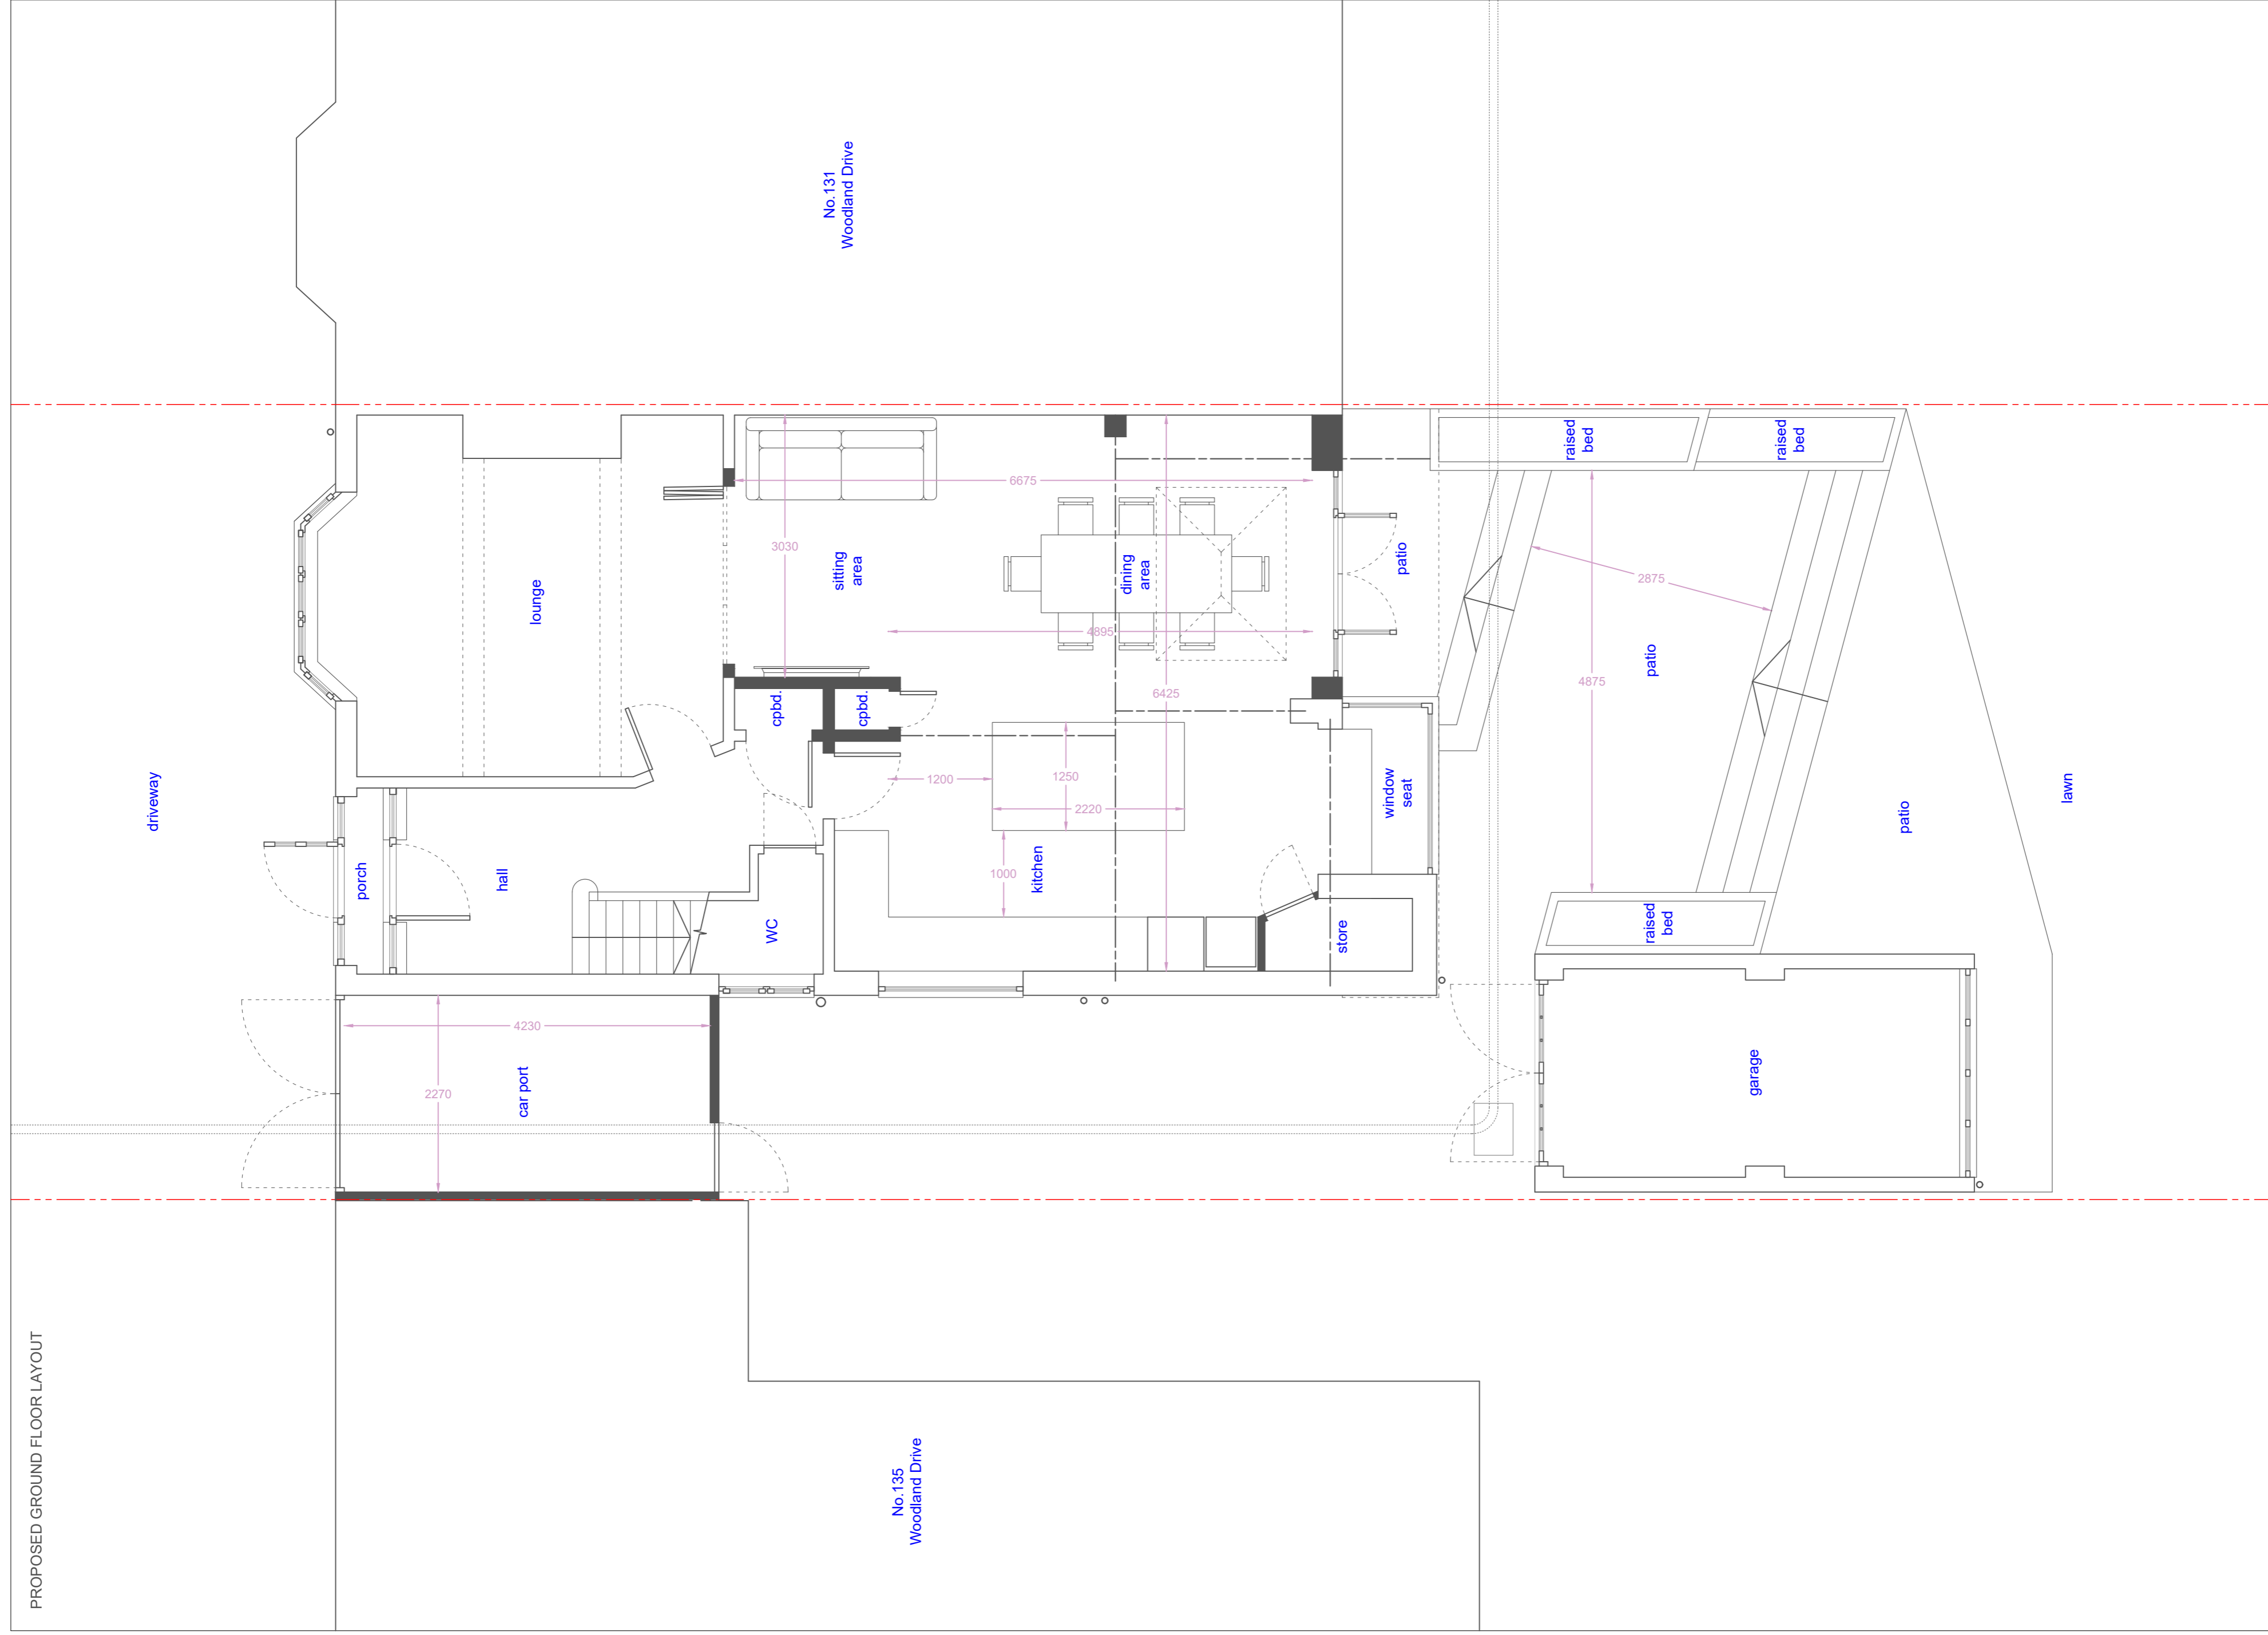 PROPOSED GROUND FLOOR LAYOUT
driveway
No.131
Woodland Drive
lounge
porch
hall
WC
cpbd.
cpbd.
sitting
area
dining
area
kitchen
store
window
seat
patio
raised
bed
raised
bed
patio
raised
bed
patio
lawn
garage
car port
No.135
Woodland Drive
6675
3030
4895
6425
1200
1250
2220
1000
2875
4875
4230
2270